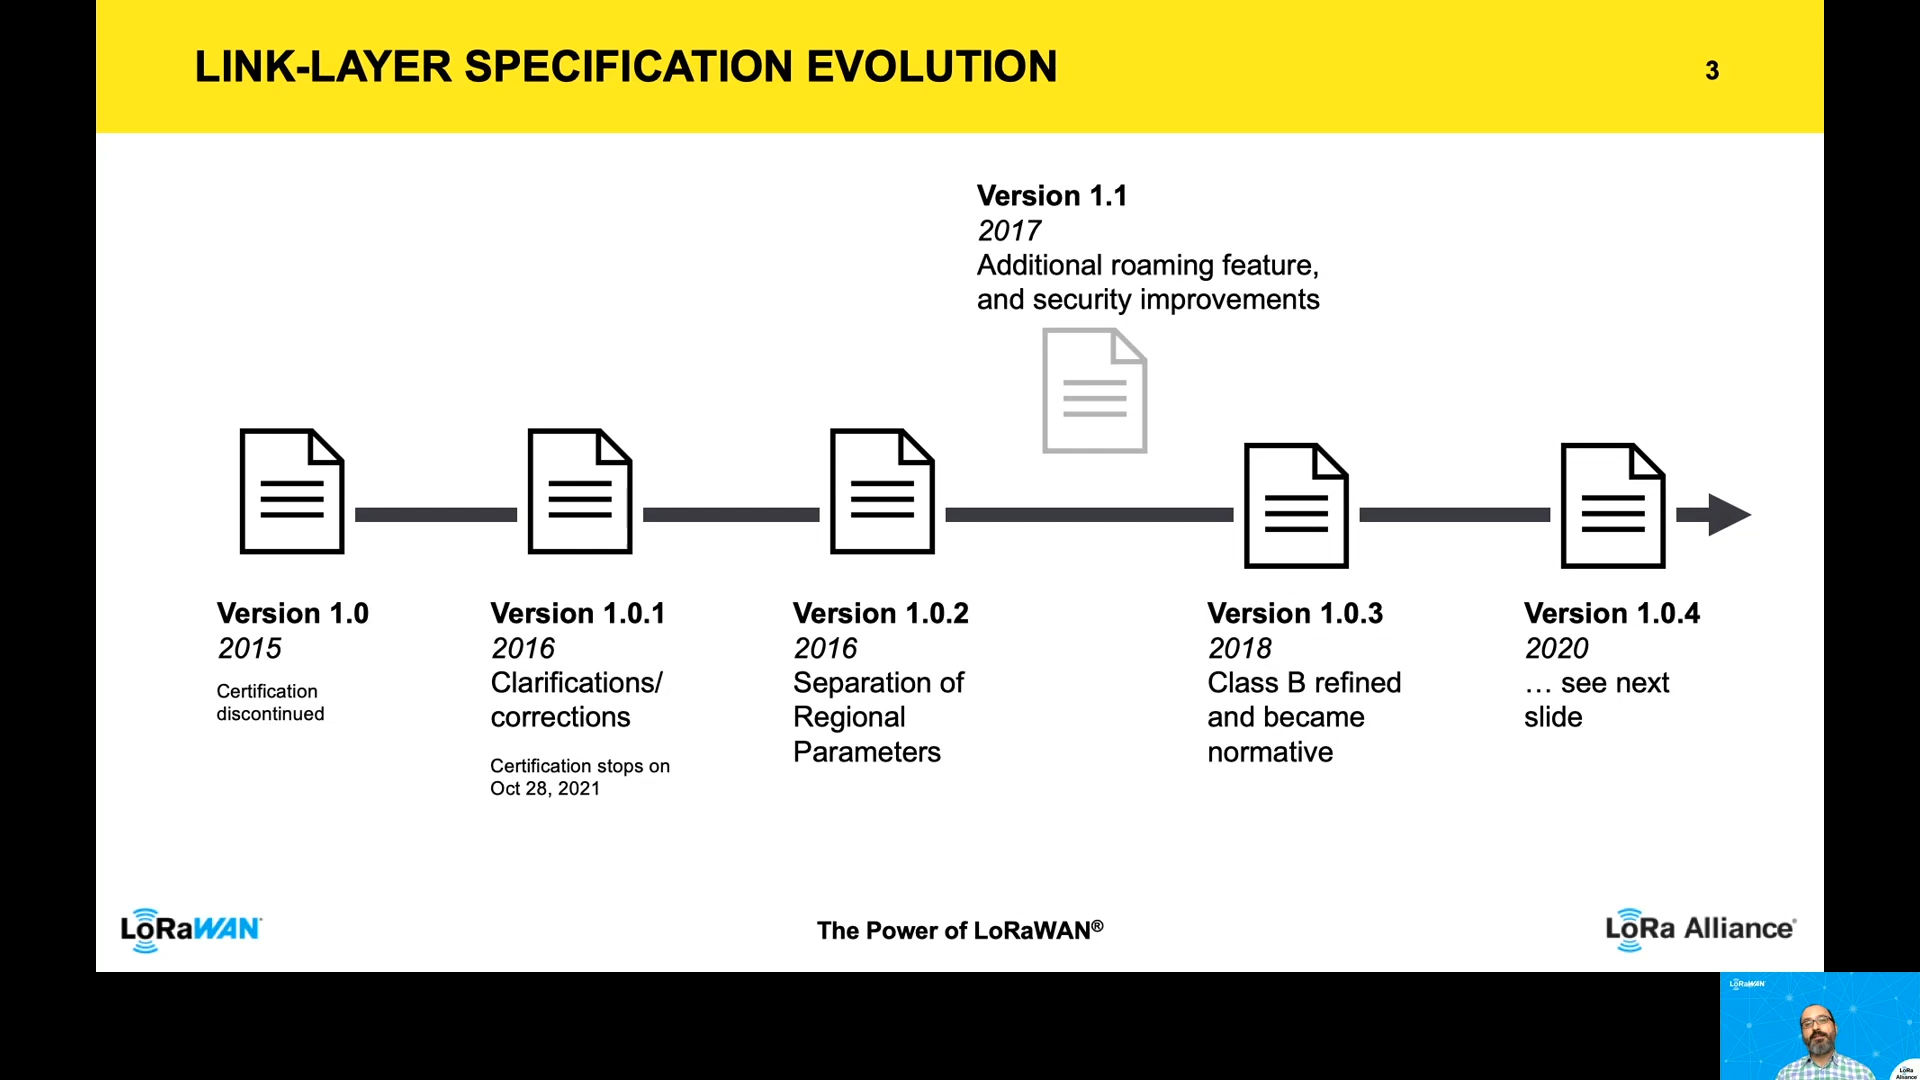 LINK-LAYER SPECIFICATION EVOLUTION
3
Version 1.1
2017
Additional roaming feature,
and security improvements
Version 1.0
2015
Certification
discontinued
Version 1.0.1
2016
Clarifications/
corrections
Certification stops on
Oct 28, 2021
Version 1.0.2
2016
Separation of
Regional
Parameters
Version 1.0.3
2018
Class B refined
and became
normative
Version 1.0.4
2020
… see next
slide
LoRaWAN
The Power of LoRaWAN®
LoRa Alliance®
LoRaWAN
LoRa
Alliance